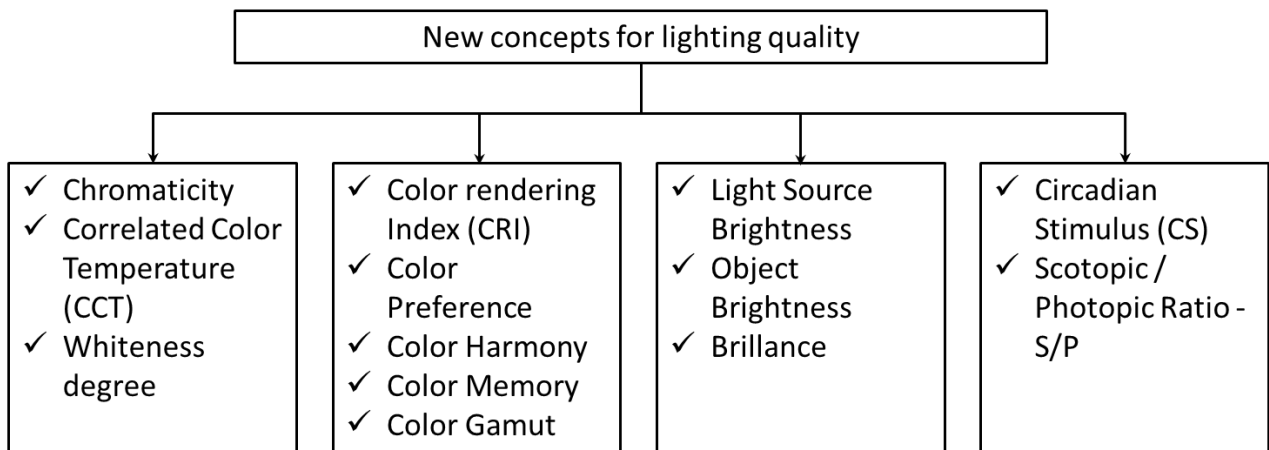 New concepts for lighting quality
✓ Chromaticity
✓ Correlated Color
Temperature
(CCT)
✓ Whiteness
degree
✓ Color rendering
Index (CRI)
✓ Color
Preference
✓ Color Harmony
✓ Color Memory
✓ Color Gamut
✓ Light Source
Brightness
✓ Object
Brightness
✓ Brillance
✓ Circadian
Stimulus (CS)
✓ Scotopic /
Photopic Ratio -
S/P